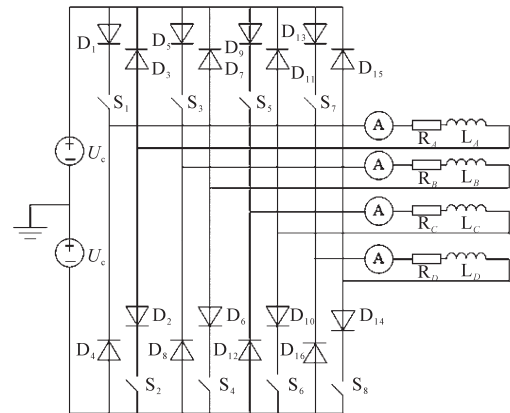 D1 D3 D5 D7 D9 D11 D13 D15
S1 S3 S5 S7
A RA LA
Uc
A RB LB
A RC LC
Uc
A RD LD
D2 D6 D10 D14
D4 D8 D12 D16
S2 S4 S6 S8